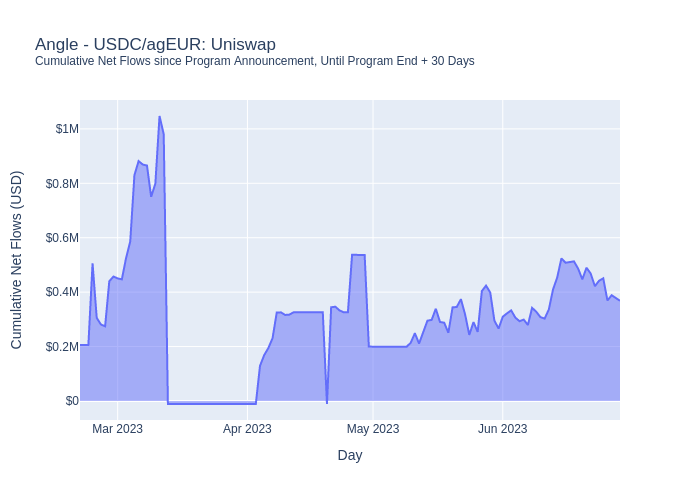 Angle - USDC/agEUR: Uniswap
Cumulative Net Flows since Program Announcement, Until Program End + 30 Days
Cumulative Net Flows (USD)
$1M
$0.8M
$0.6M
$0.4M
$0.2M
$0
Mar 2023
Apr 2023
May 2023
Jun 2023
Day